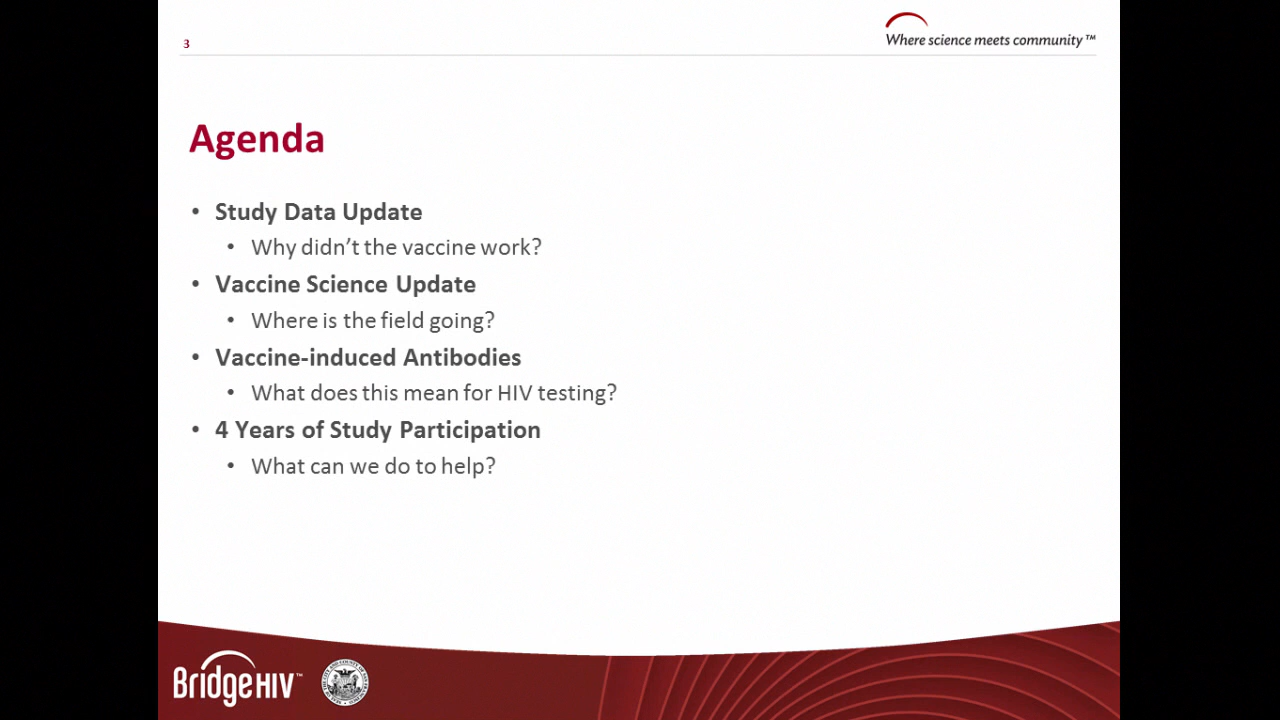 3
Where science meets community™
Agenda
• Study Data Update
• Why didn’t the vaccine work?
• Vaccine Science Update
• Where is the field going?
• Vaccine-induced Antibodies
• What does this mean for HIV testing?
• 4 Years of Study Participation
• What can we do to help?
BridgeHIV™